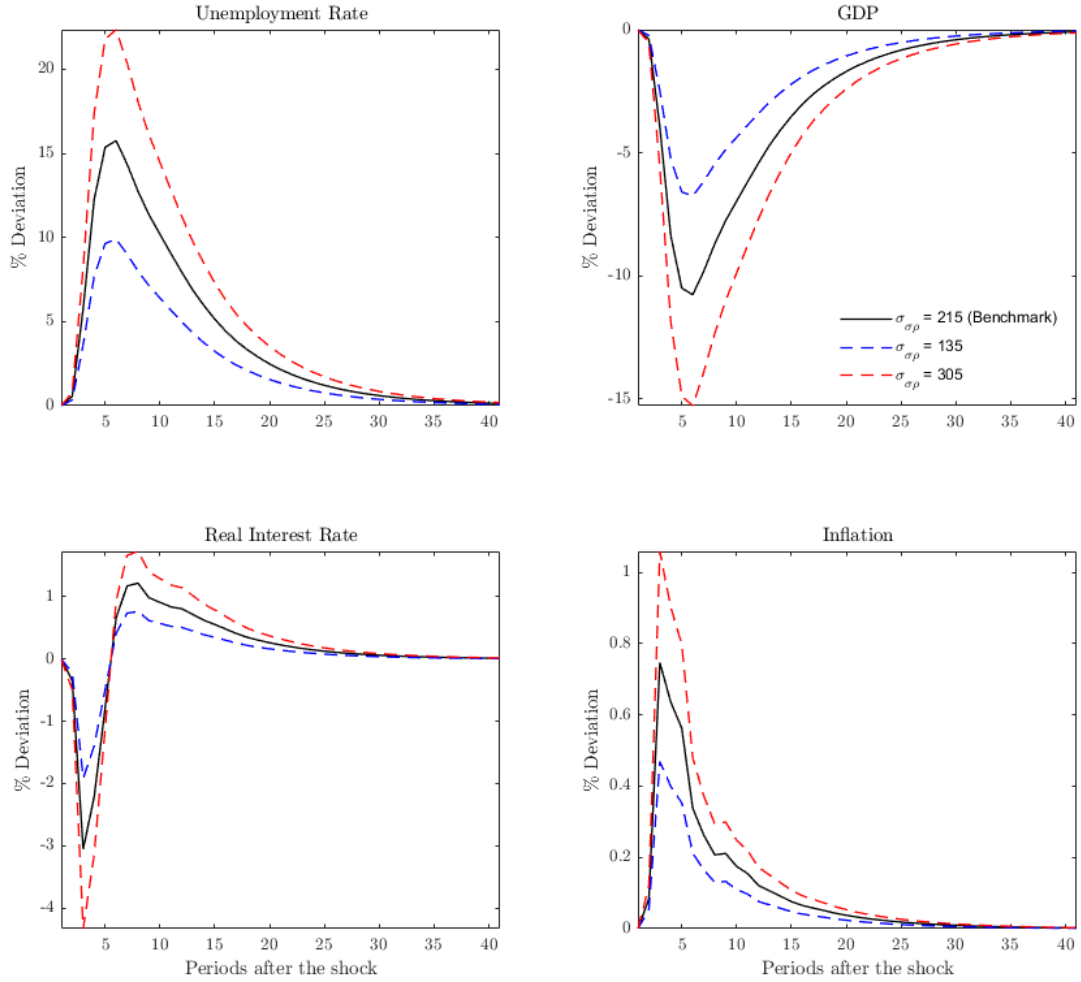 Unemployment Rate
% Deviation
20
15
10
5
0
5 10 15 20 25 30 35 40
GDP
% Deviation
0
-5
-10
-15
5 10 15 20 25 30 35 40
σσρ = 215 (Benchmark)
σσρ = 135
σσρ = 305
Real Interest Rate
% Deviation
1
0
-1
-2
-3
-4
5 10 15 20 25 30 35 40
Periods after the shock
Inflation
% Deviation
1
0.8
0.6
0.4
0.2
0
5 10 15 20 25 30 35 40
Periods after the shock